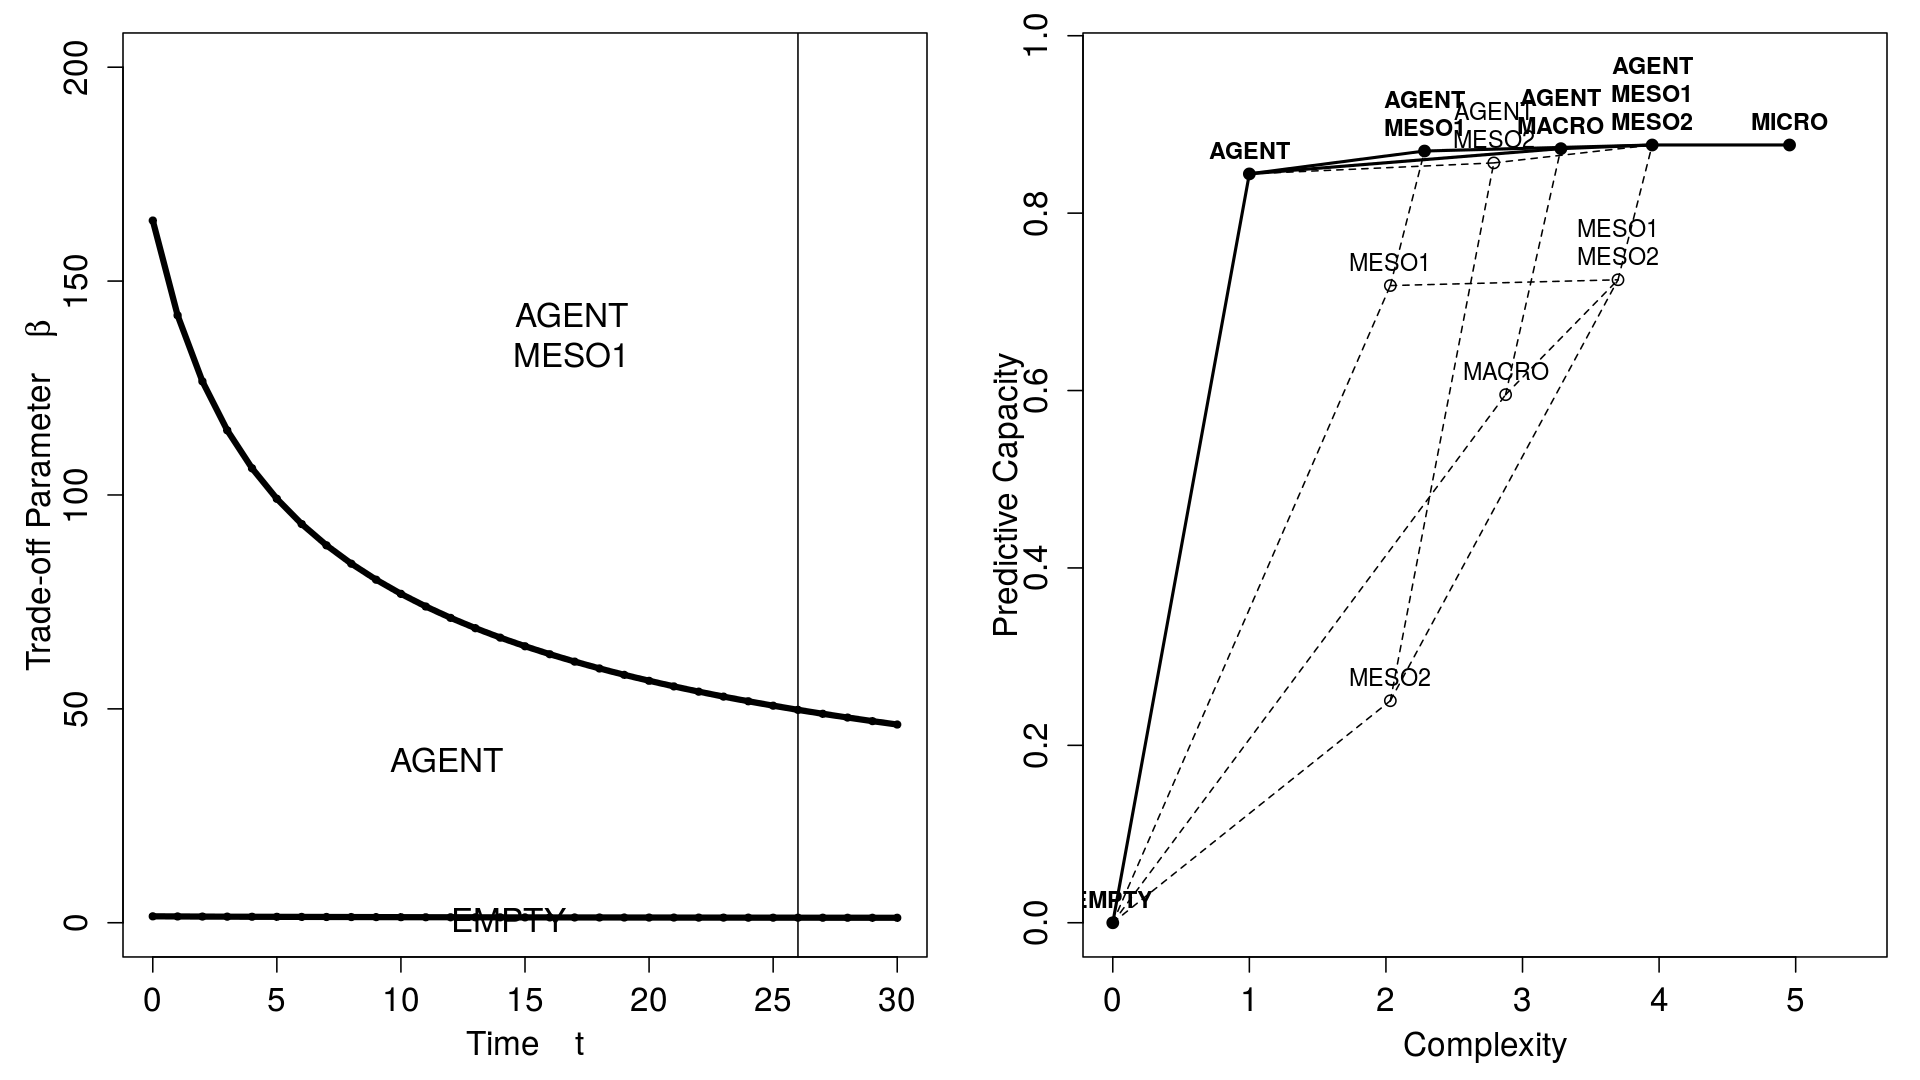 200
150
100
50
0
Trade-off Parameter β
AGENT
MESO1
AGENT
EMPTY
0 5 10 15 20 25 30
Time t
1.0
0.8
0.6
0.4
0.2
0.0
Predictive Capacity
AGENT
AGENT
MESO1
AGENT
MESO2
AGENT
MACRO
AGENT
MESO1
MESO2
MICRO
MESO1
MESO1
MESO2
MACRO
MESO2
EMPTY
0 1 2 3 4 5
Complexity